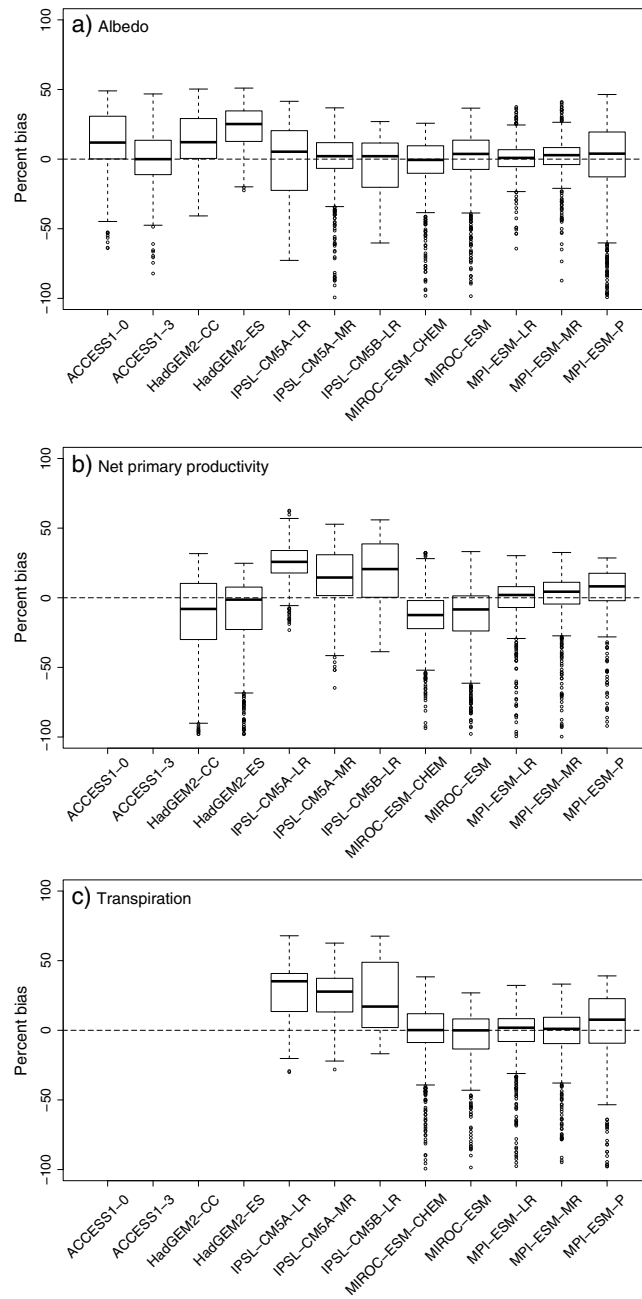 a) Albedo
Percent bias
100
50
0
−50
−100
ACCESS1−0
ACCESS1−3
HadGEM2−CC
HadGEM2−ES
IPSL−CM5A−LR
IPSL−CM5A−MR
IPSL−CM5B−LR
MIROC−ESM−CHEM
MIROC−ESM
MPI−ESM−LR
MPI−ESM−MR
MPI−ESM−P
b) Net primary productivity
Percent bias
100
50
0
−50
−100
ACCESS1−0
ACCESS1−3
HadGEM2−CC
HadGEM2−ES
IPSL−CM5A−LR
IPSL−CM5A−MR
IPSL−CM5B−LR
MIROC−ESM−CHEM
MIROC−ESM
MPI−ESM−LR
MPI−ESM−MR
MPI−ESM−P
c) Transpiration
Percent bias
100
50
0
−50
−100
ACCESS1−0
ACCESS1−3
HadGEM2−CC
HadGEM2−ES
IPSL−CM5A−LR
IPSL−CM5A−MR
IPSL−CM5B−LR
MIROC−ESM−CHEM
MIROC−ESM
MPI−ESM−LR
MPI−ESM−MR
MPI−ESM−P